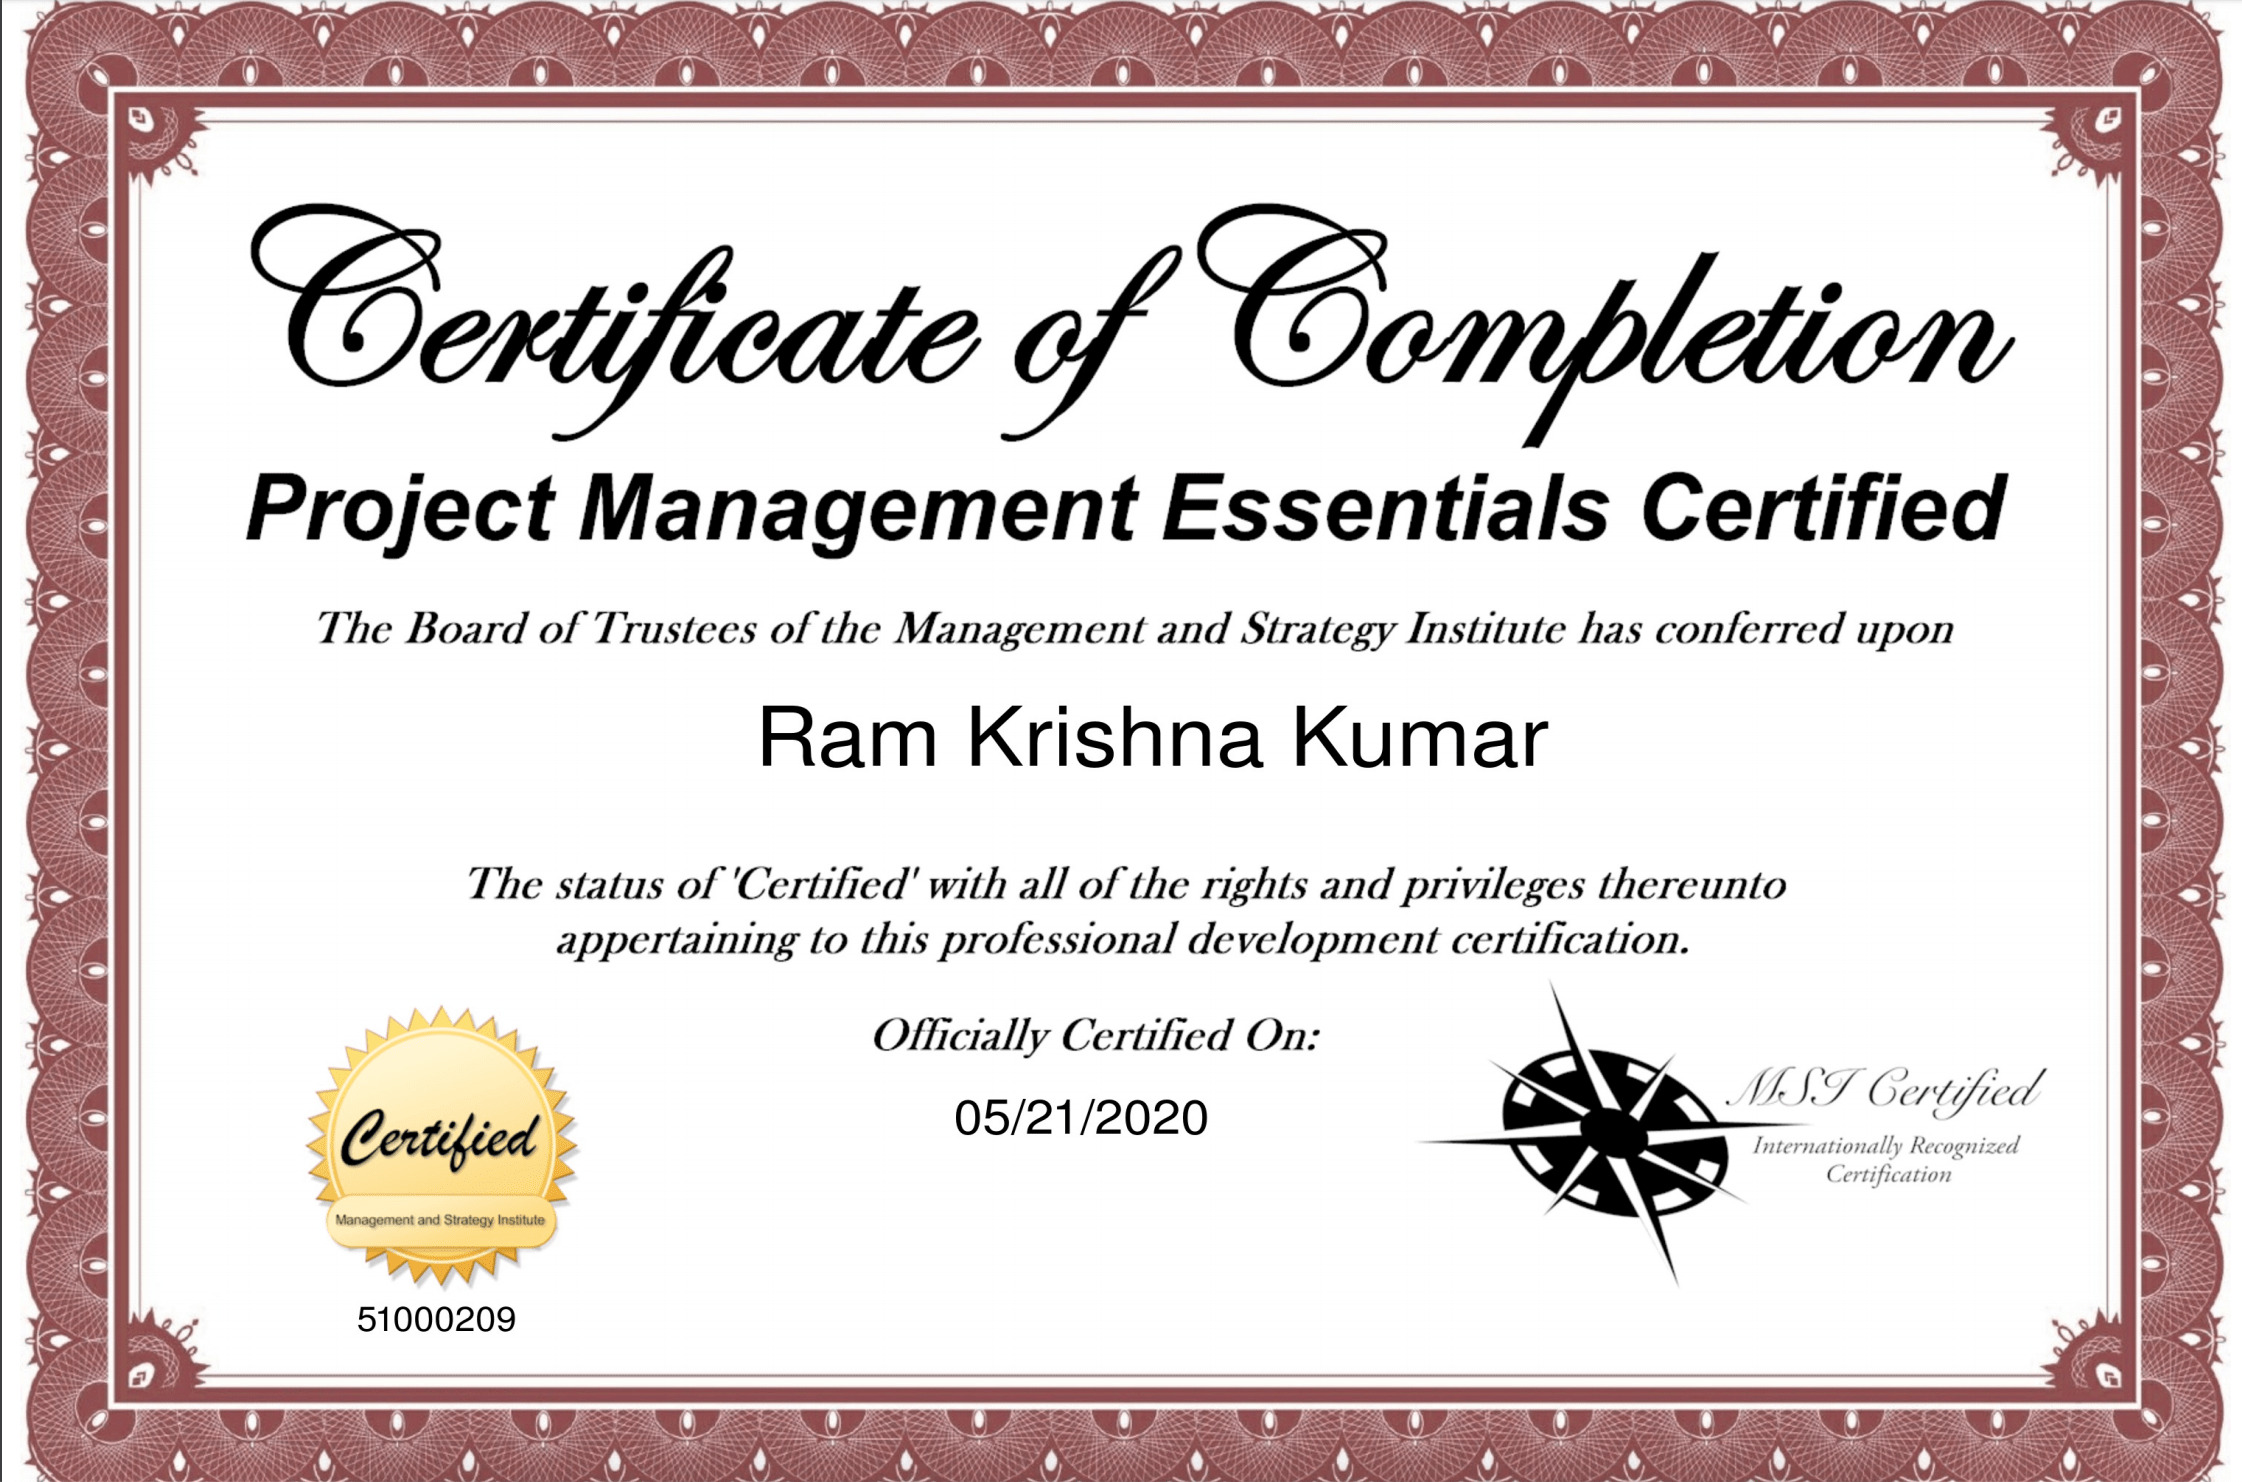 Certificate of Completion
Project Management Essentials Certified
The Board of Trustees of the Management and Strategy Institute has conferred upon
Ram Krishna Kumar
The status of 'Certified' with all of the rights and privileges thereunto
appertaining to this professional development certification.
Officially Certified On:
05/21/2020
Certified
Management and Strategy Institute
51000209
MSI Certified
Internationally Recognized
Certification